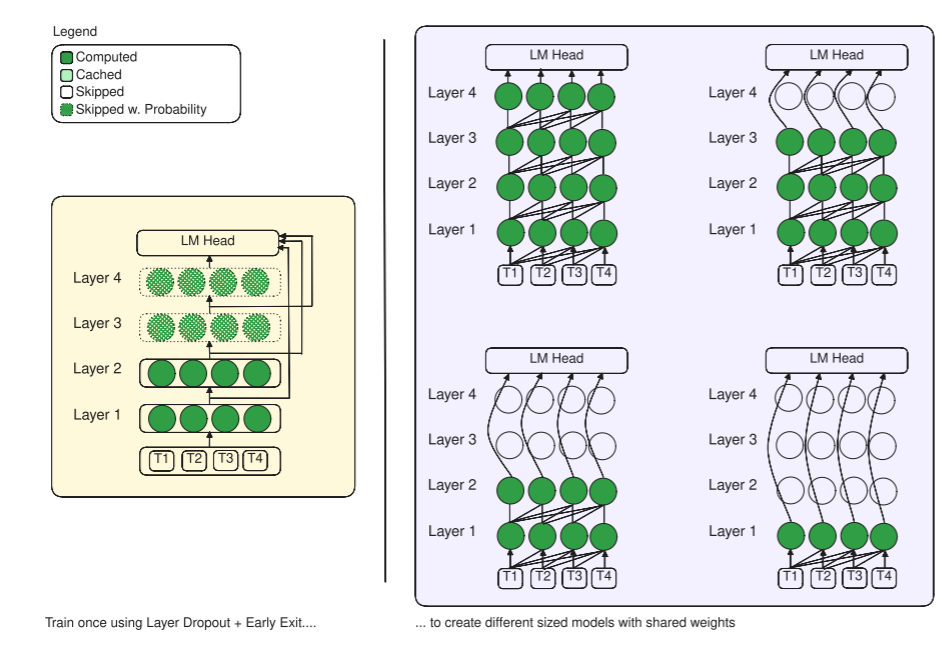 Legend
Computed
Cached
Skipped
Skipped w. Probability
LM Head
Layer 4
Layer 3
Layer 2
Layer 1
T1 T2 T3 T4
Train once using Layer Dropout + Early Exit....
LM Head
Layer 4
Layer 3
Layer 2
Layer 1
T1 T2 T3 T4
LM Head
Layer 4
Layer 3
Layer 2
Layer 1
T1 T2 T3 T4
LM Head
Layer 4
Layer 3
Layer 2
Layer 1
T1 T2 T3 T4
LM Head
Layer 4
Layer 3
Layer 2
Layer 1
T1 T2 T3 T4
... to create different sized models with shared weights